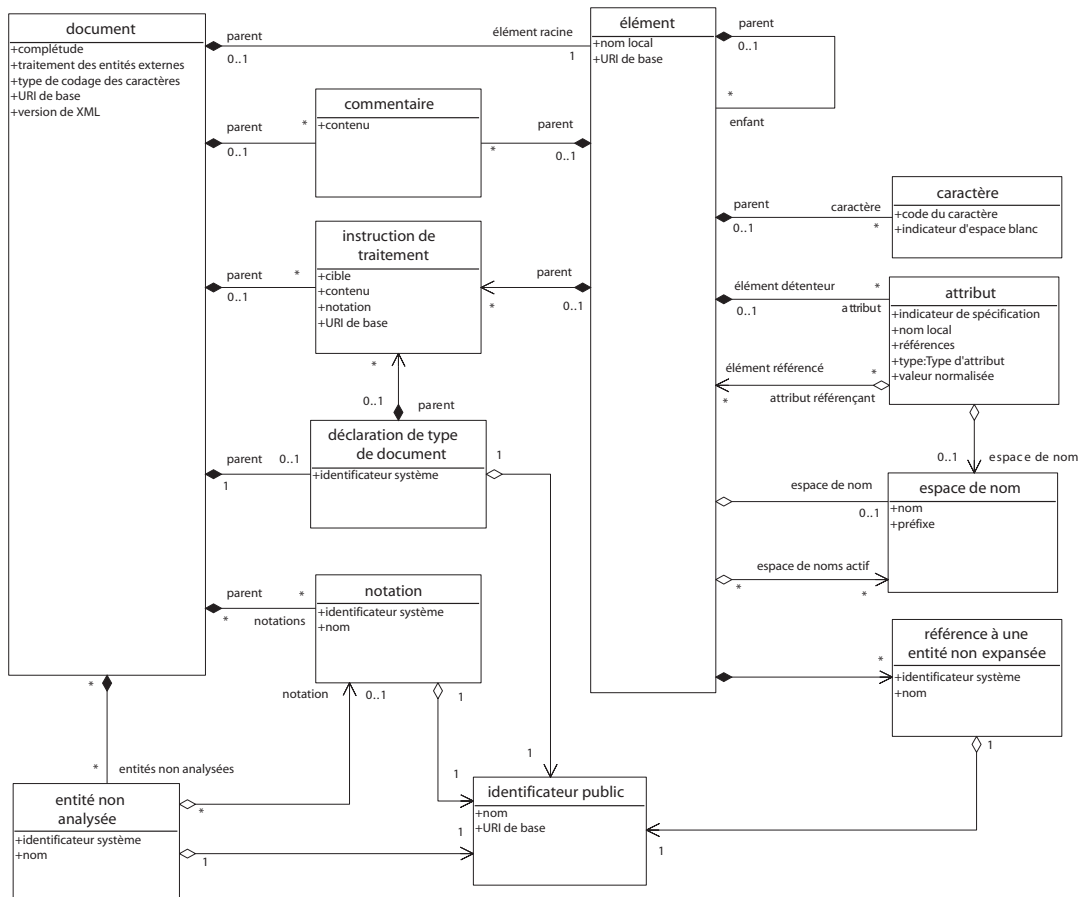 document
+complétude
+traitement des entités externes
+type de codage des caractères
+URI de base
+version de XML
parent
0..1
élément racine
1
élément
+nom local
+URI de base
parent
0..1
*
enfant
commentaire
+contenu
parent
*
0..1
parent
*
0..1
caractère
+code du caractère
+indicateur d'espace blanc
parent
caractère
0..1
*
instruction de
traitement
+cible
+contenu
+notation
+URI de base
parent
*
0..1
parent
*
0..1
attribut
+indicateur de spécification
+nom local
+références
+type:Type d'attribut
+valeur normalisée
élément détenteur
*
0..1
attribut
élément référencé
*
*
attribut référençant
*
0..1
parent
déclaration de type
de document
+identificateur système
parent
0..1
1
1
0..1
espace de nom
espace de nom
+nom
+préfixe
espace de nom
0..1
espace de noms actif
*
*
notation
+identificateur système
+nom
parent
*
*
notations
référence à une
entité non expansée
+identificateur système
+nom
*
1
*
*
entités non analysées
notation
0..1
1
1
entité non
analysée
+identificateur système
+nom
*
1
1
1
identificateur public
+nom
+URI de base
1